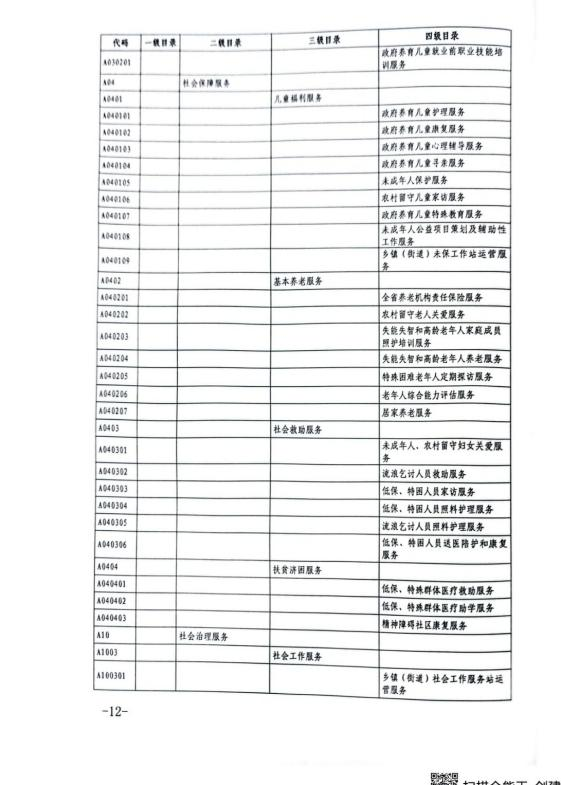 代码 一级目录 二级目录 三级目录 四级目录
A030201 政府养育儿童就业前职业技能培
训服务
A04 社会保障服务
A0401 儿童福利服务
A040101 政府养育儿童护理服务
A040102 政府养育儿童康复服务
A040103 政府养育儿童心理辅导服务
A040104 政府养育儿童寻亲服务
A040105 未成年人保护服务
A040106 农村留守儿童家访服务
A040107 政府养育儿童特殊教育服务
A040108 未成年人公益项目策划及辅助性
工作服务
A040109 乡镇（街道）未保工作站运营服
务
A0402 基本养老服务
A040201 全省养老机构责任保险服务
A040202 农村留守老人关爱服务
A040203 失能失智和高龄老年人家庭成员
照护培训服务
A040204 失能失智和高龄老年人养老服务
A040205 特殊困难老年人定期探访服务
A040206 老年人综合能力评估服务
A040207 居家养老服务
A0403 社会救助服务
A040301 未成年人、农村留守妇女关爱服
务
A040302 流浪乞讨人员救助服务
A040303 低保、特困人员家访服务
A040304 低保、特困人员照料护理服务
A040305 流浪乞讨人员照料护理服务
A040306 低保、特困人员送医陪护和康复
服务
A0404 扶贫济困服务
A040401 低保、特殊群体医疗救助服务
A040402 低保、特殊群体医疗助学服务
A040403 精神障碍社区康复服务
A10 社会治理服务
A1003 社会工作服务
A100301 乡镇（街道）社会工作服务站运
营服务
-12-